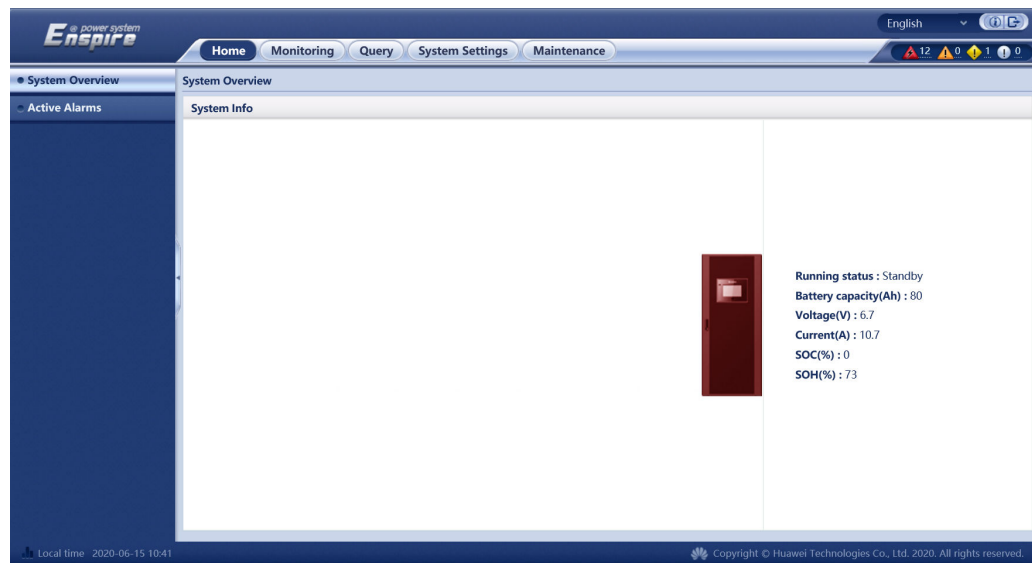 English
e power system
Enspire
Home Monitoring Query System Settings Maintenance
12 0 1 0
System Overview
System Overview
Active Alarms
System Info
Running status : Standby
Battery capacity(Ah) : 80
Voltage(V) : 6.7
Current(A) : 10.7
SOC(%) : 0
SOH(%) : 73
Local time 2020-06-15 10:41
Copyright © Huawei Technologies Co., Ltd. 2020. All rights reserved.